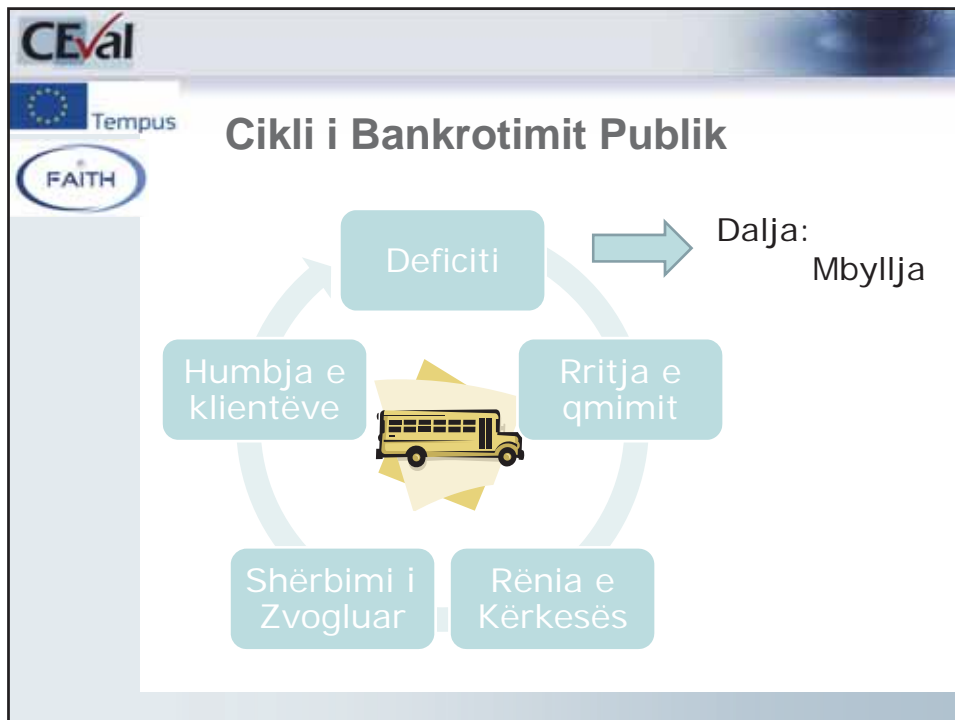 CEval
Tempus
FAITH
Cikli i Bankrotimit Publik
Deficiti
Dalja:
Mbyllja
Humbja e
klientëve
Rritja e
qmimit
Shërbimi i
Zvogluar
Rënia e
Kërkesës